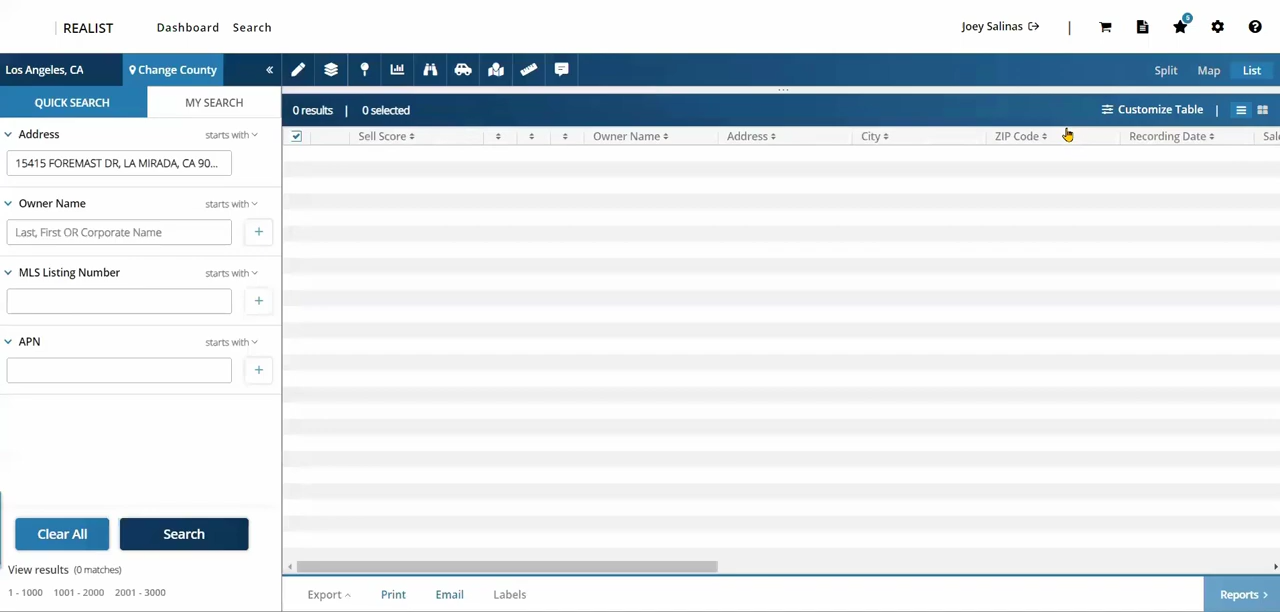 REALIST
Dashboard Search
Joey Salinas
|
5
Los Angeles, CA
Change County
«
Split Map List
QUICK SEARCH
MY SEARCH
0 results | 0 selected
Customize Table |
Sell Score
Owner Name
Address
City
ZIP Code
Recording Date
Sal
Address
starts with
15415 FOREMAST DR, LA MIRADA, CA 90...
Owner Name
starts with
Last, First OR Corporate Name
+
MLS Listing Number
starts with
+
APN
starts with
+
Clear All
Search
View results (0 matches)
1 - 1000 1001 - 2000 2001 - 3000
Export
Print
Email
Labels
Reports >